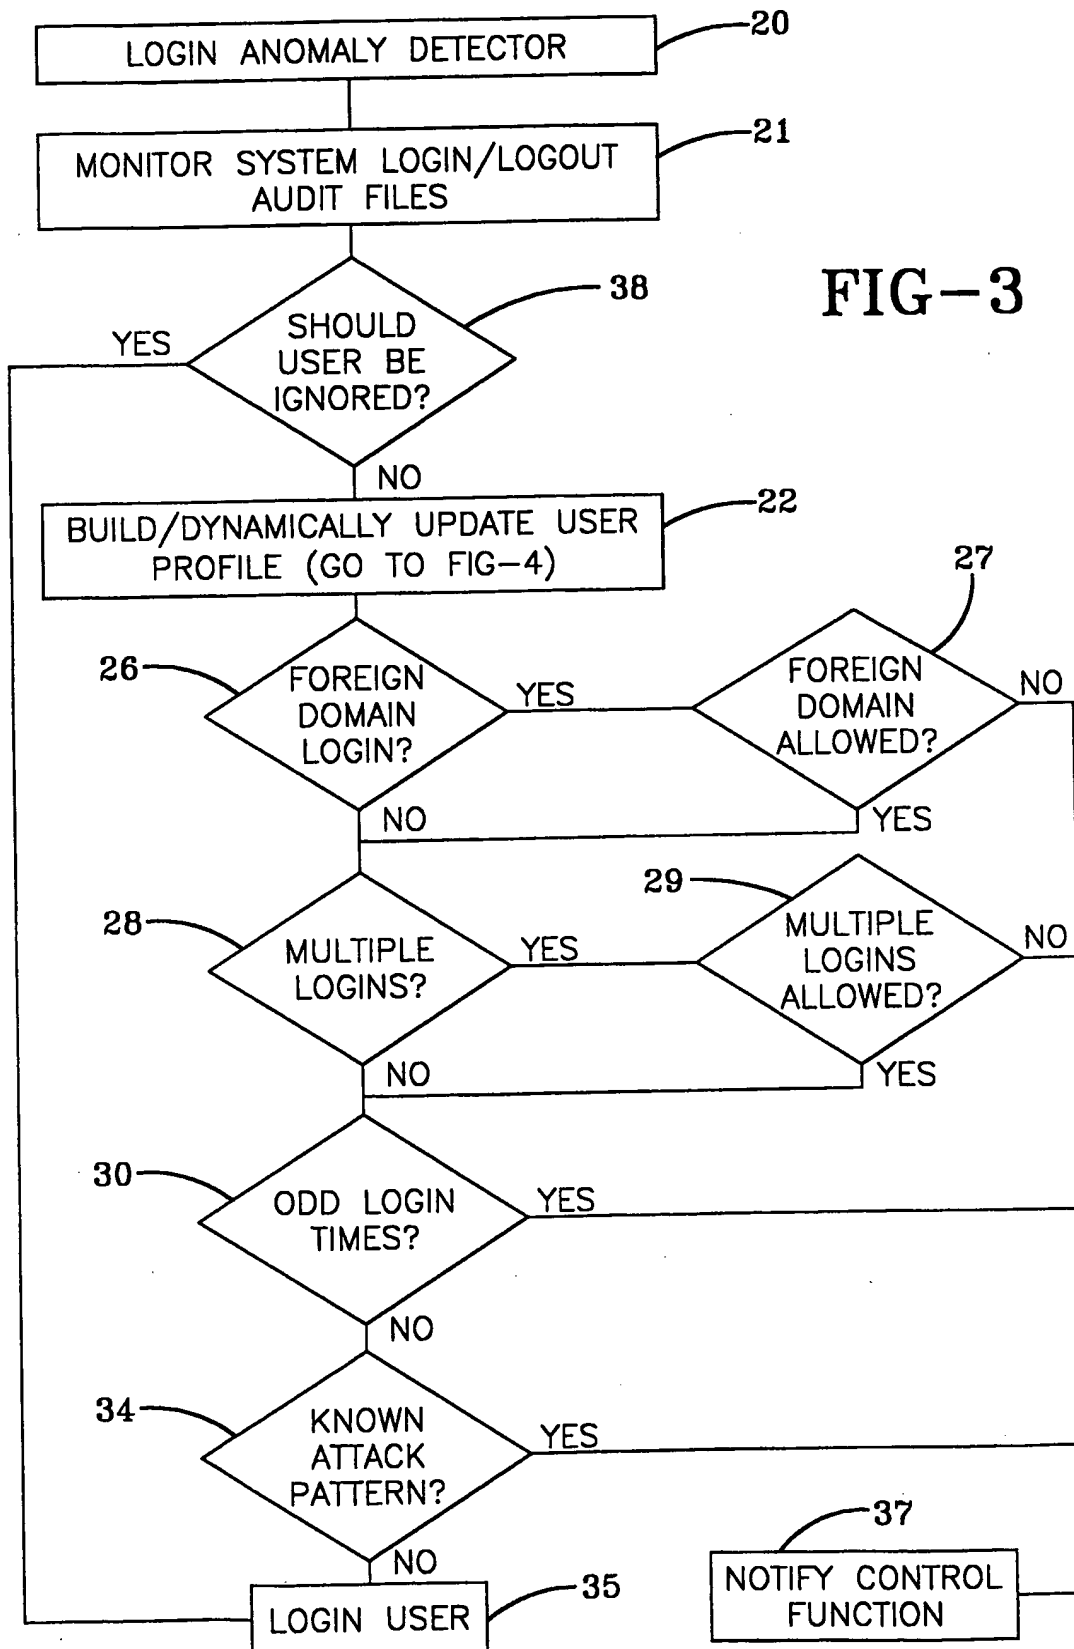 20
LOGIN ANOMALY DETECTOR
21
MONITOR SYSTEM LOGIN/LOGOUT
AUDIT FILES
FIG-3
38
YES
SHOULD
USER BE
IGNORED?
NO
22
BUILD/DYNAMICALLY UPDATE USER
PROFILE (GO TO FIG-4)
26
FOREIGN
DOMAIN
LOGIN?
YES
27
FOREIGN
DOMAIN
ALLOWED?
NO
NO
YES
28
MULTIPLE
LOGINS?
YES
29
MULTIPLE
LOGINS
ALLOWED?
NO
NO
YES
30
ODD LOGIN
TIMES?
YES
NO
34
KNOWN
ATTACK
PATTERN?
YES
NO
35
LOGIN USER
37
NOTIFY CONTROL
FUNCTION